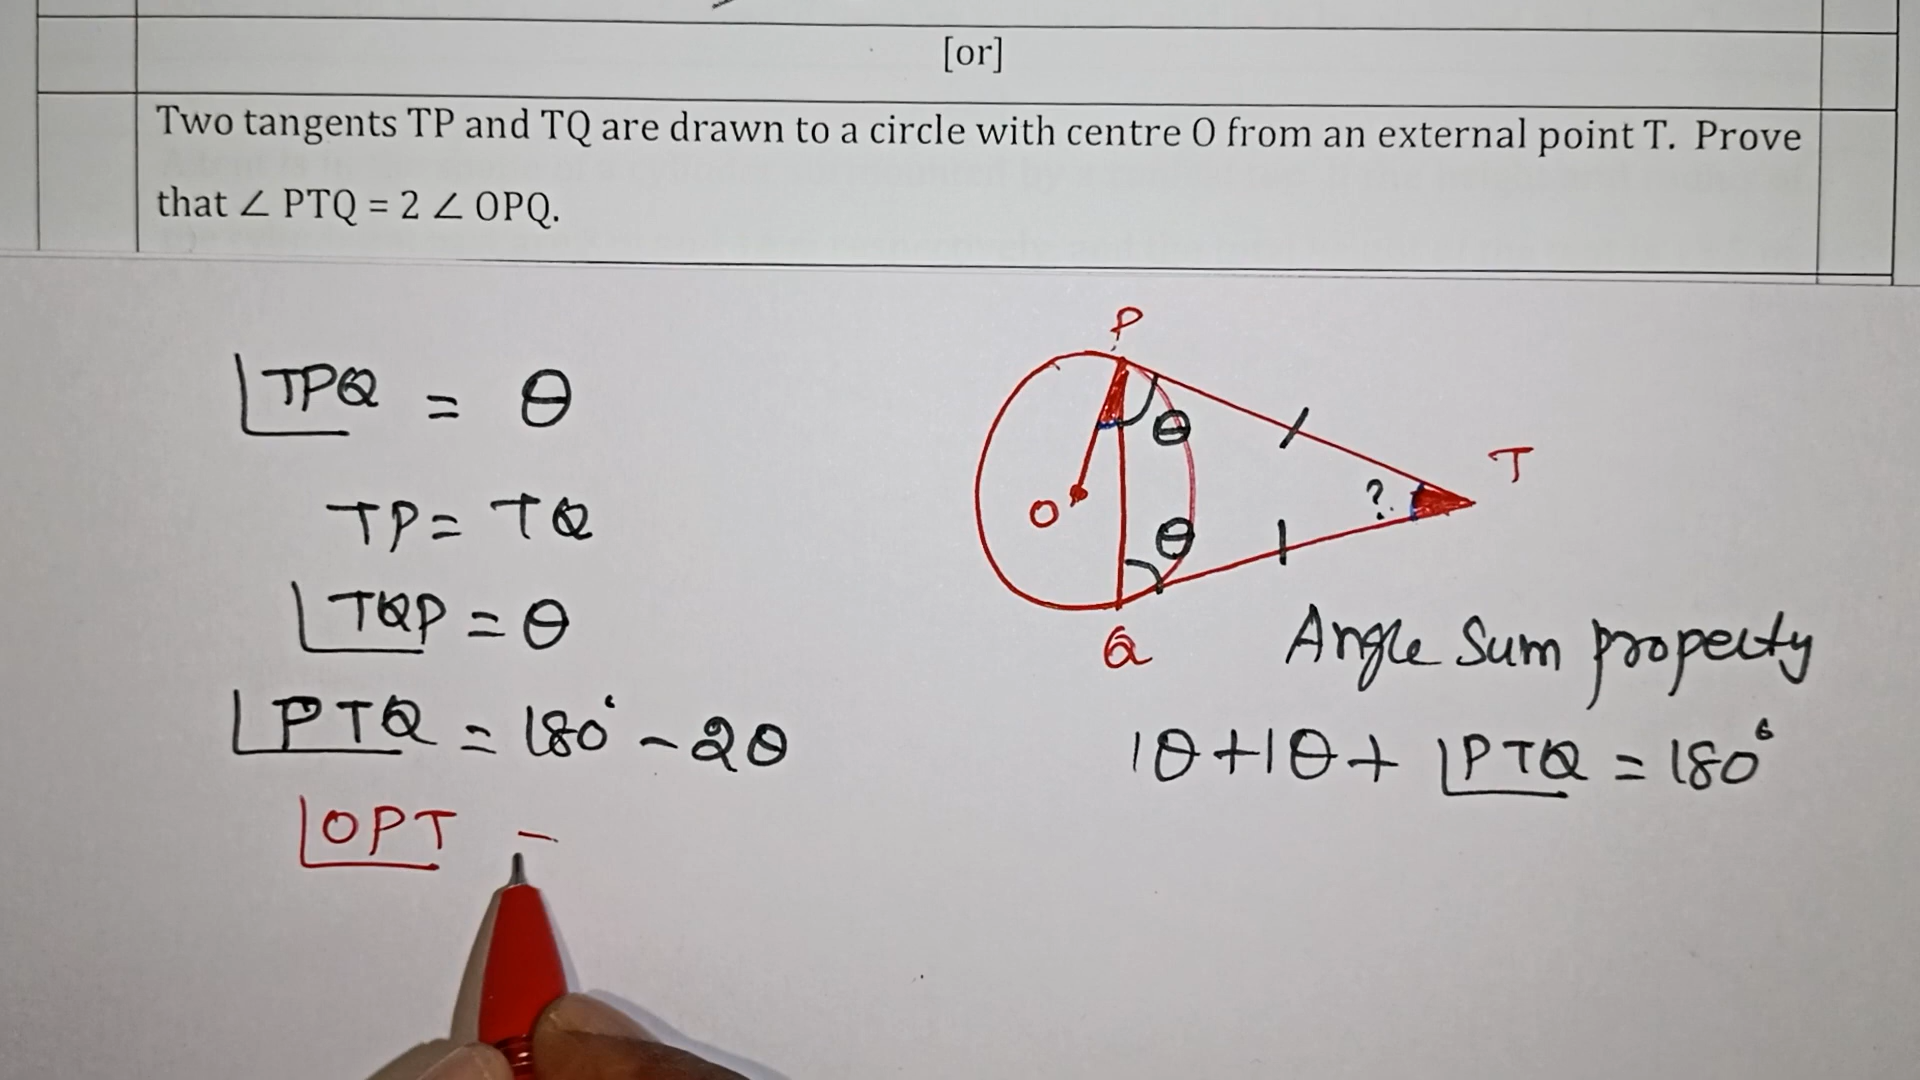 [or]
Two tangents TP and TQ are drawn to a circle with centre O from an external point T. Prove
that ∠ PTQ = 2 ∠ OPQ.
P
∠TPQ = θ
θ
T
?
TP = TQ
O
θ
∠TQP = θ
Q
Angle Sum property
∠PTQ = 180° - 2θ
1θ + 1θ + ∠PTQ = 180°
∠OPT -